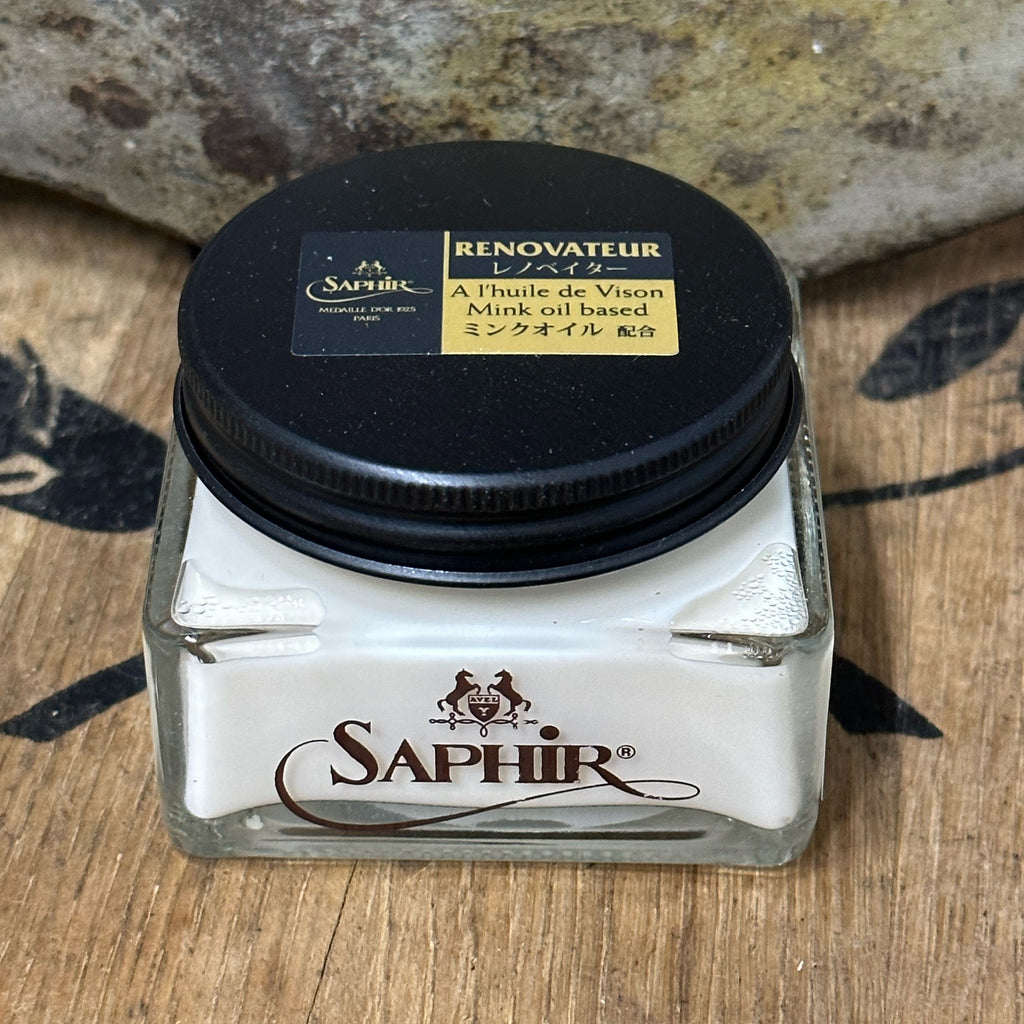 SAPHIR
MEDAILLE D'OR 1925
PARIS
RENOVATEUR
レノベイター
A l'huile de Vison
Mink oil based
ミンクオイル 配合
AVEL
SAPHIR®